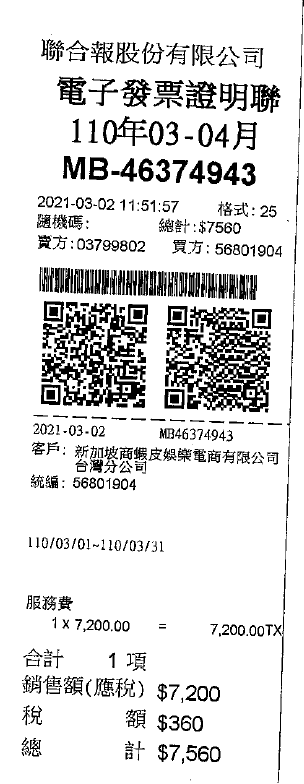 聯合報股份有限公司
電子發票證明聯
110年03-04月
MB-46374943
2021-03-02 11:51:57 格式:25
隨機碼: 總計:$7560
賣方:03799802 買方:56801904
2021-03-02 MB46374943
客戶: 新加坡商蝦皮娛樂電商有限公司
台灣分公司
統編: 56801904
110/03/01~110/03/31
服務費
1 x 7,200.00 = 7,200.00TX
合計 1 項
銷售額(應稅) $7,200
稅 額 $360
總 計 $7,560